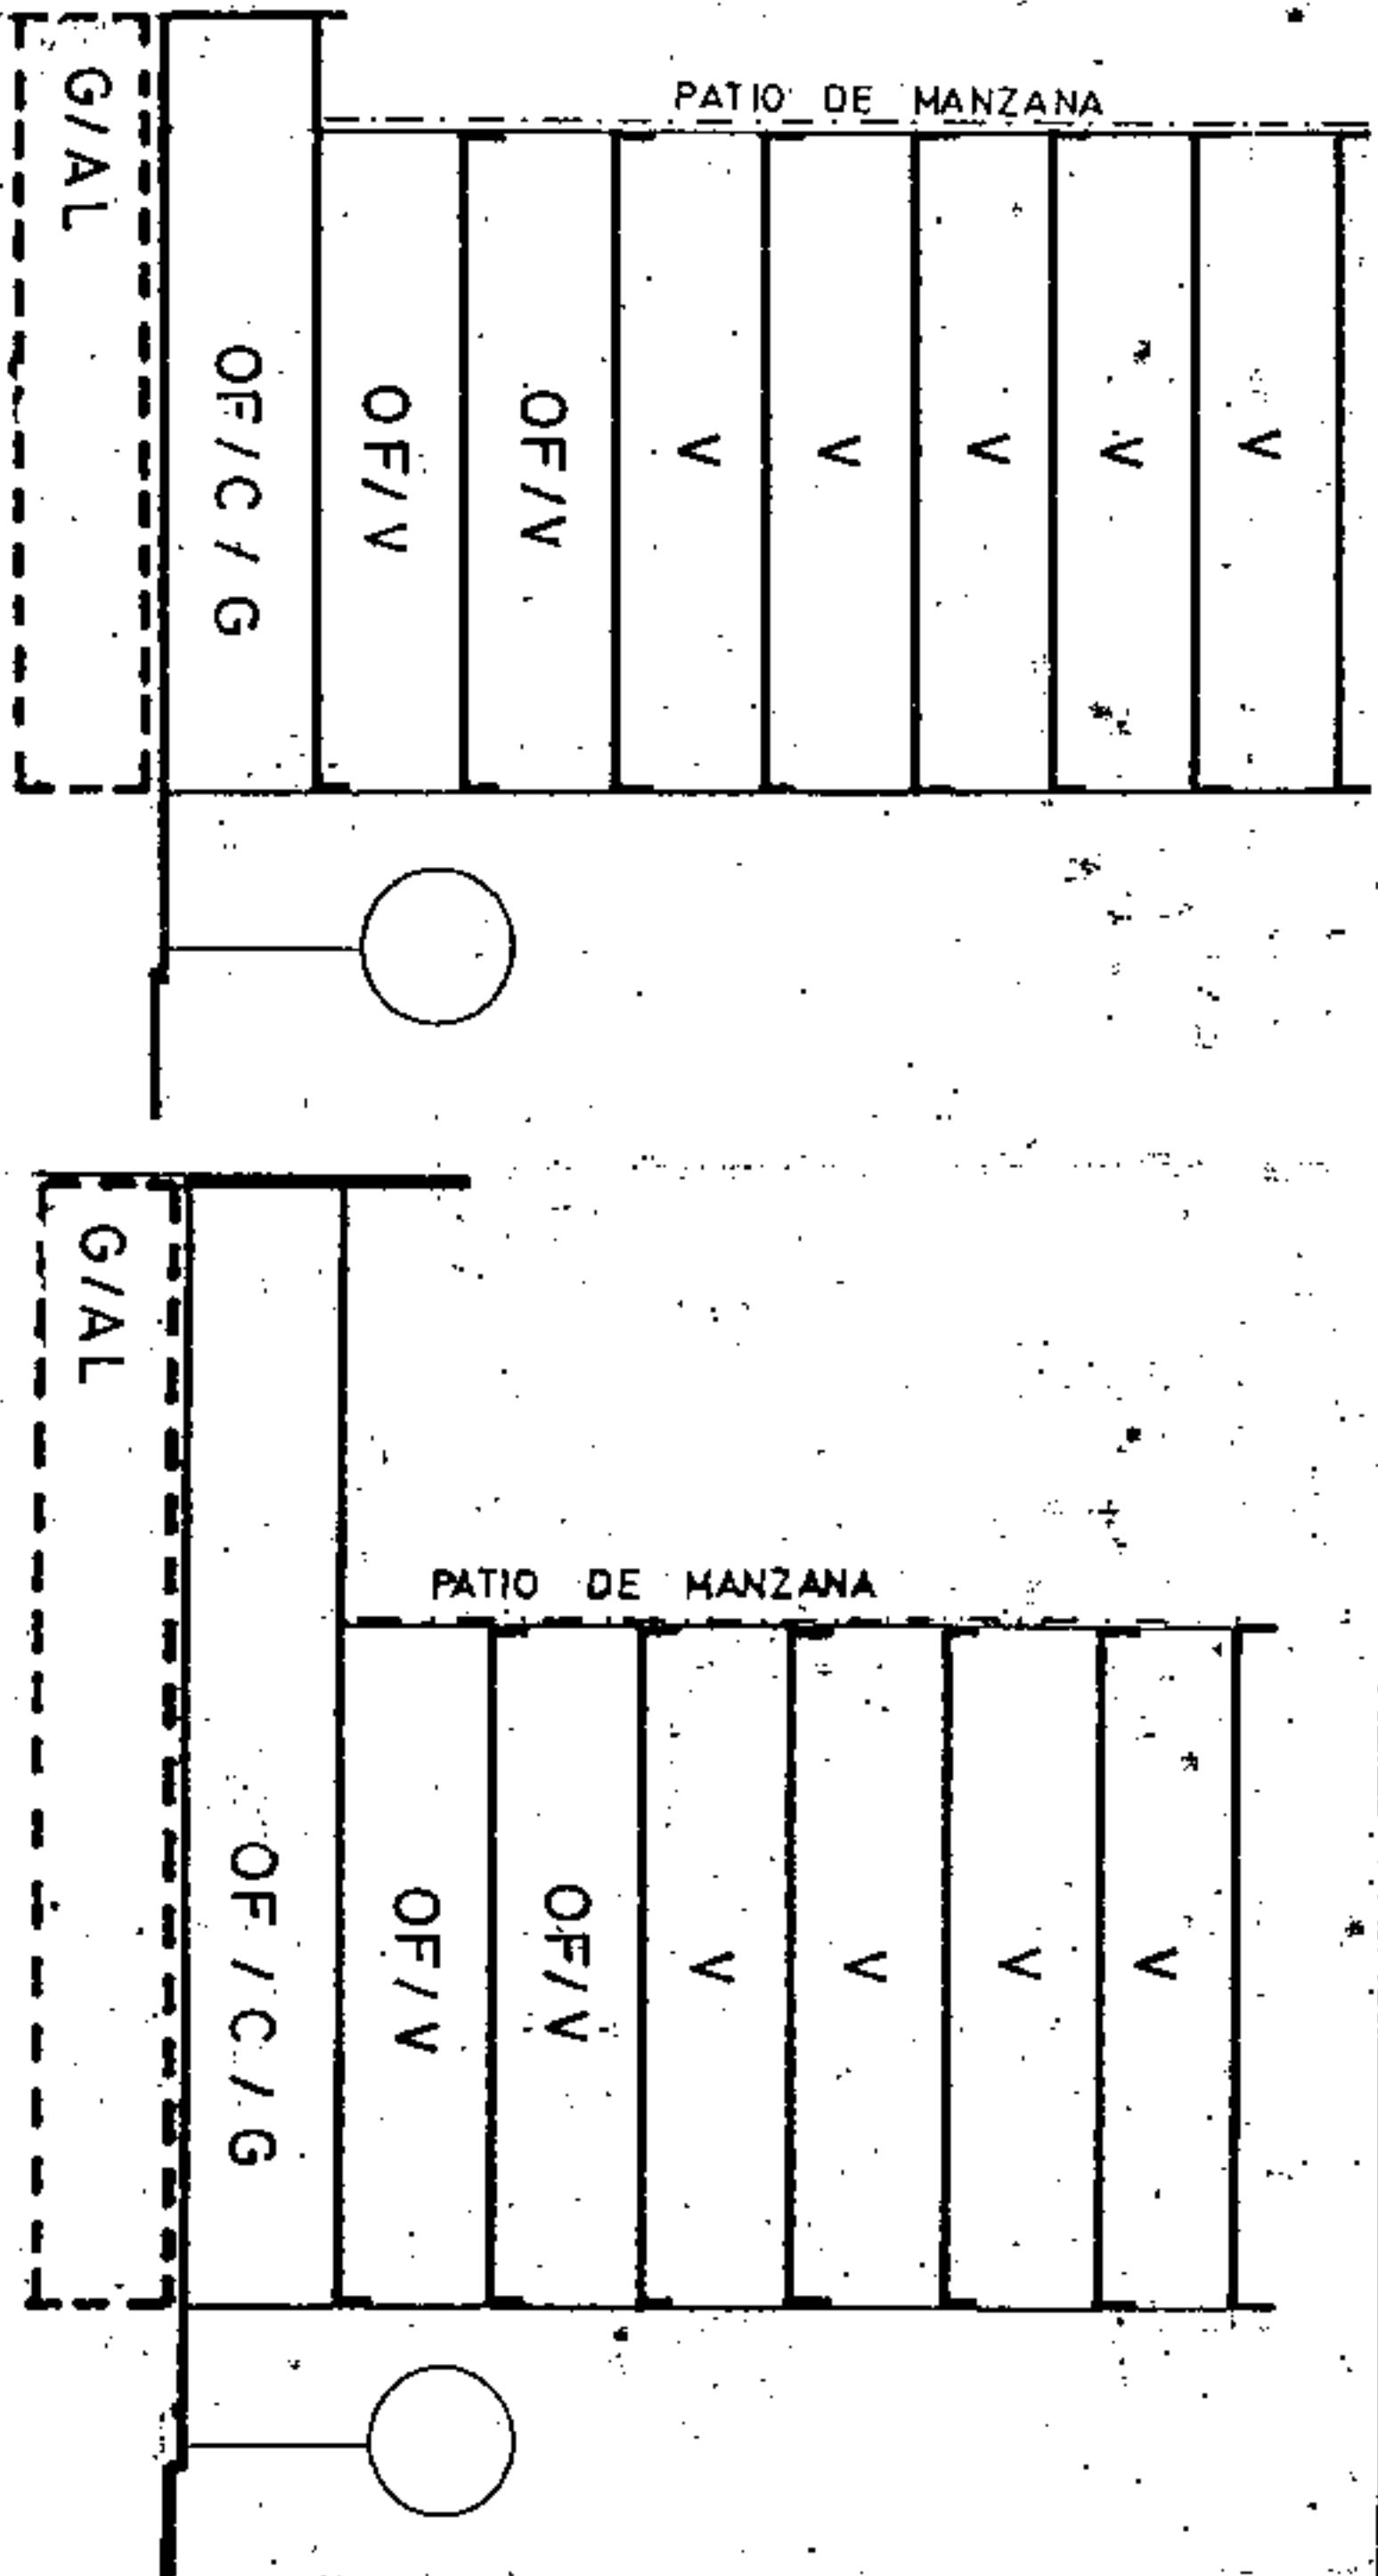 PATIO DE MANZANA
V
V
V
V
V
OF/V
OF/V
OF/C/G
G/AL
PATIO DE MANZANA
V
V
V
V
OF/V
OF/V
OF/C/G
G/AL